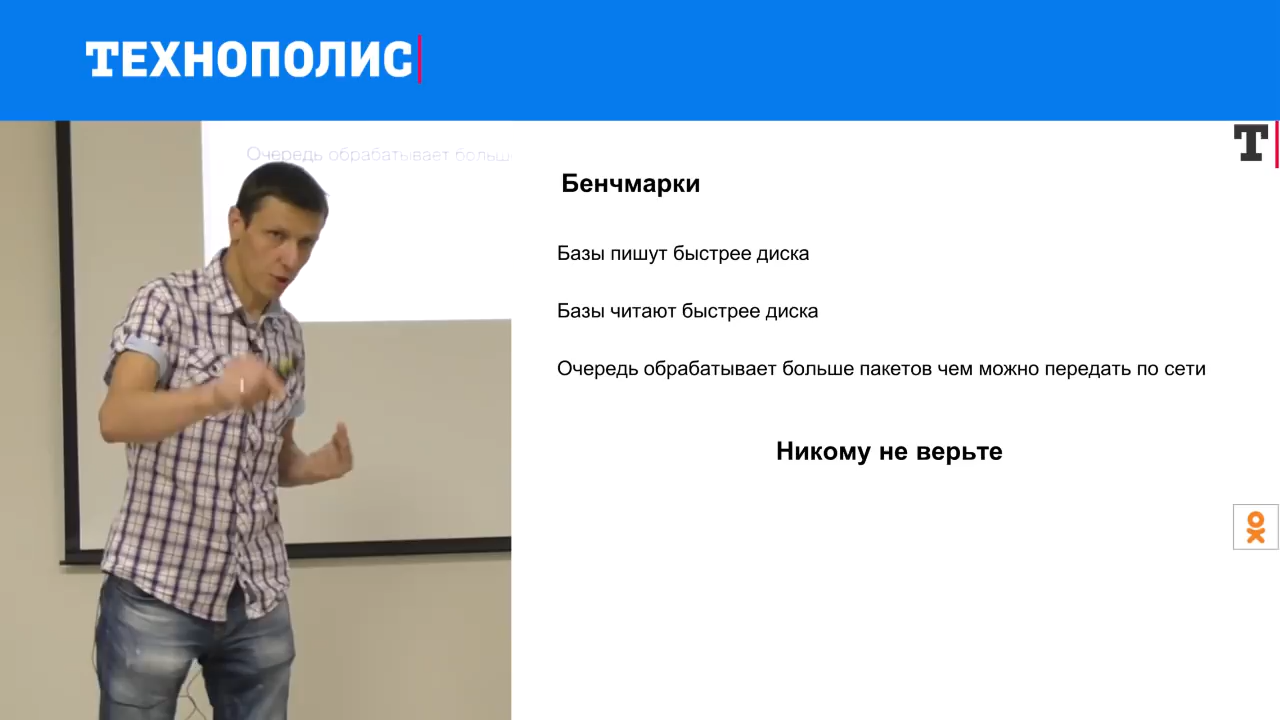 ТЕХНОПОЛИС
Очередь обрабатывает больш
Т
Бенчмарки
Базы пишут быстрее диска
Базы читают быстрее диска
Очередь обрабатывает больше пакетов чем можно передать по сети
Никому не верьте